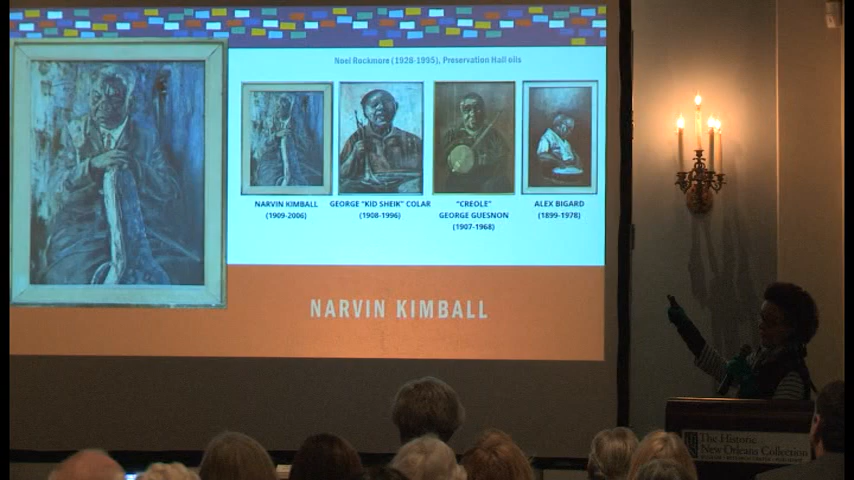 Noel Rockmore (1928-1995), Preservation Hall oils
NARVIN KIMBALL
(1909-2006)
GEORGE "KID SHEIK" COLAR
(1908-1996)
"CREOLE"
GEORGE GUESNON
(1907-1968)
ALEX BIGARD
(1899-1978)
NARVIN KIMBALL
The Historic
New Orleans Collection